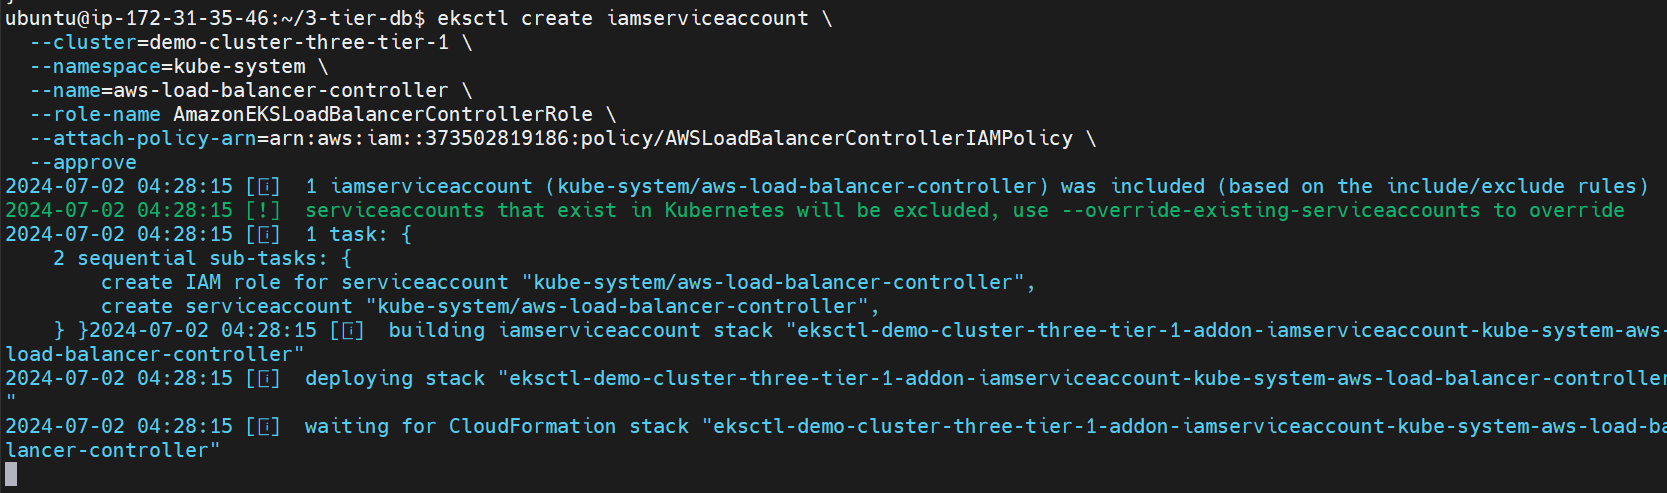 ubuntu@ip-172-31-35-46:~/3-tier-db$ eksctl create iamserviceaccount \
  --cluster=demo-cluster-three-tier-1 \
  --namespace=kube-system \
  --name=aws-load-balancer-controller \
  --role-name AmazonEKSLoadBalancerControllerRole \
  --attach-policy-arn=arn:aws:iam::373502819186:policy/AWSLoadBalancerControllerIAMPolicy \
  --approve
2024-07-02 04:28:15 [ℹ]  1 iamserviceaccount (kube-system/aws-load-balancer-controller) was included (based on the include/exclude rules)
2024-07-02 04:28:15 [!]  serviceaccounts that exist in Kubernetes will be excluded, use --override-existing-serviceaccounts to override
2024-07-02 04:28:15 [ℹ]  1 task: {
    2 sequential sub-tasks: {
        create IAM role for serviceaccount "kube-system/aws-load-balancer-controller",
        create serviceaccount "kube-system/aws-load-balancer-controller",
    } }2024-07-02 04:28:15 [ℹ]  building iamserviceaccount stack "eksctl-demo-cluster-three-tier-1-addon-iamserviceaccount-kube-system-aws-
load-balancer-controller"
2024-07-02 04:28:15 [ℹ]  deploying stack "eksctl-demo-cluster-three-tier-1-addon-iamserviceaccount-kube-system-aws-load-balancer-controller
"
2024-07-02 04:28:15 [ℹ]  waiting for CloudFormation stack "eksctl-demo-cluster-three-tier-1-addon-iamserviceaccount-kube-system-aws-load-ba
lancer-controller"